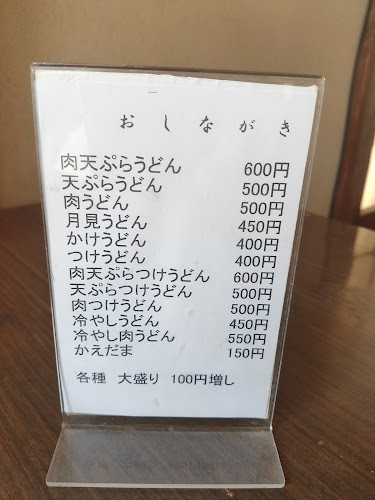 おしながき
肉天ぷらうどん 600円
天ぷらうどん 500円
肉うどん 500円
月見うどん 450円
かけうどん 400円
つけうどん 400円
肉天ぷらつけうどん 600円
天ぷらつけうどん 500円
肉つけうどん 500円
冷やしうどん 450円
冷やし肉うどん 550円
かえだま 150円
各種 大盛り 100円増し